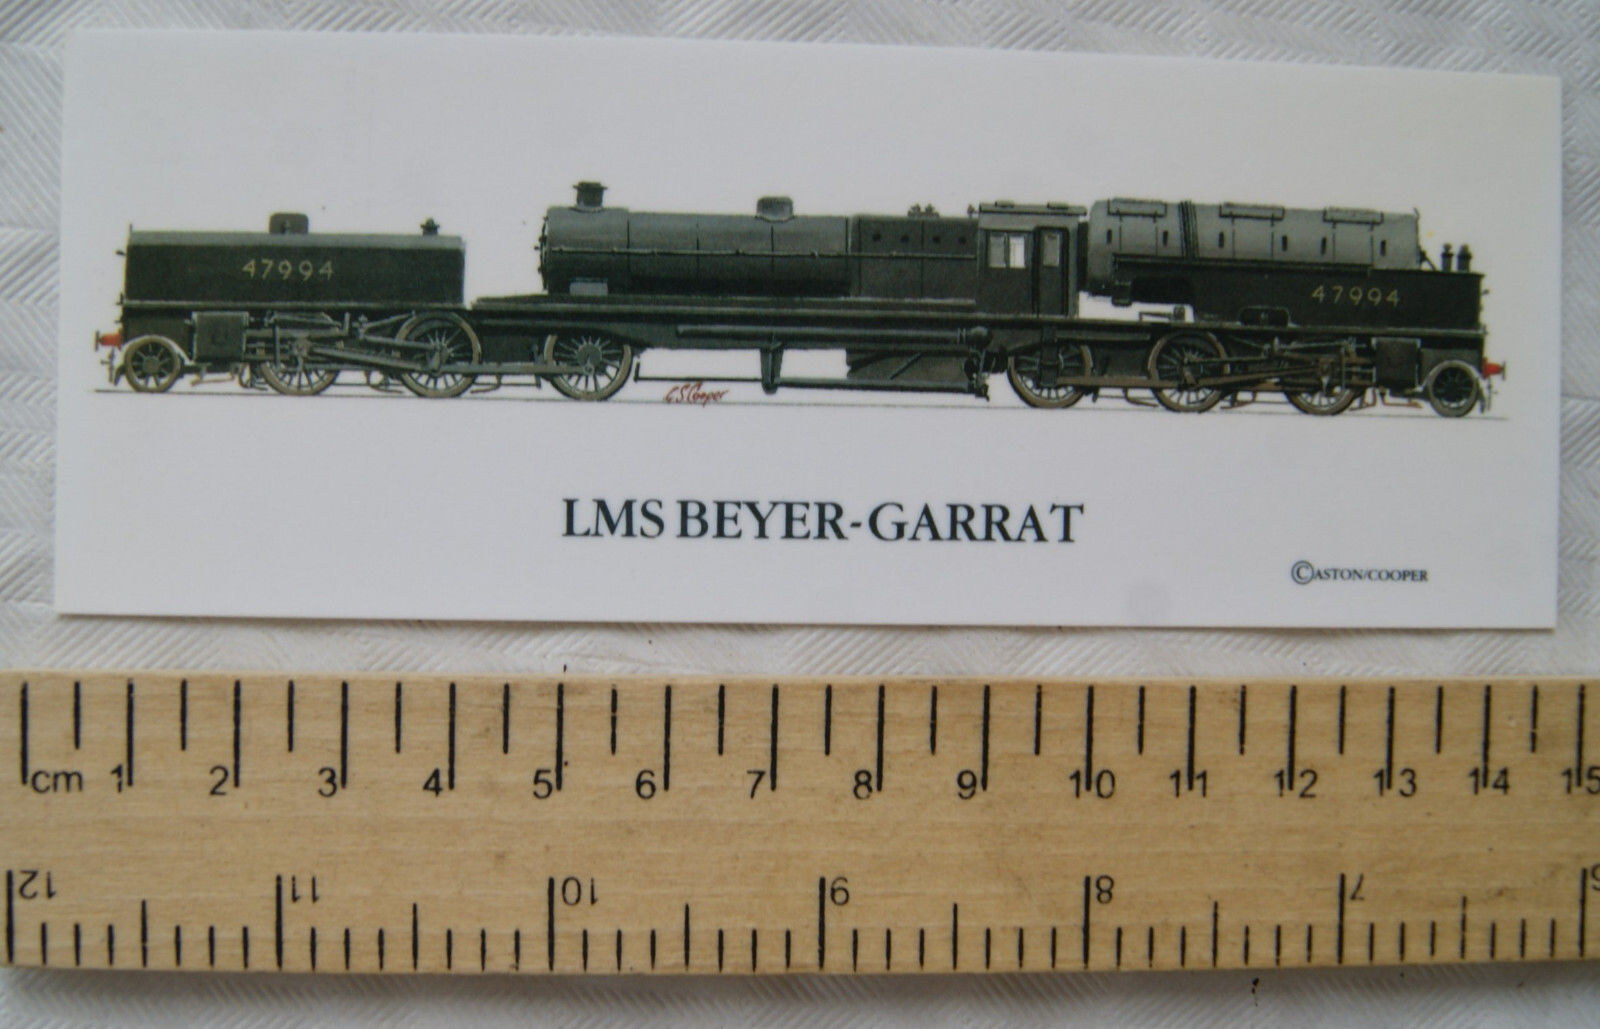 47994
47994
C S Cooper
LMS BEYER-GARRAT
©ASTON/COOPER
cm 1 2 3 4 5 6 7 8 9 10 11 12 13 14 15
12 11 10 9 8 7